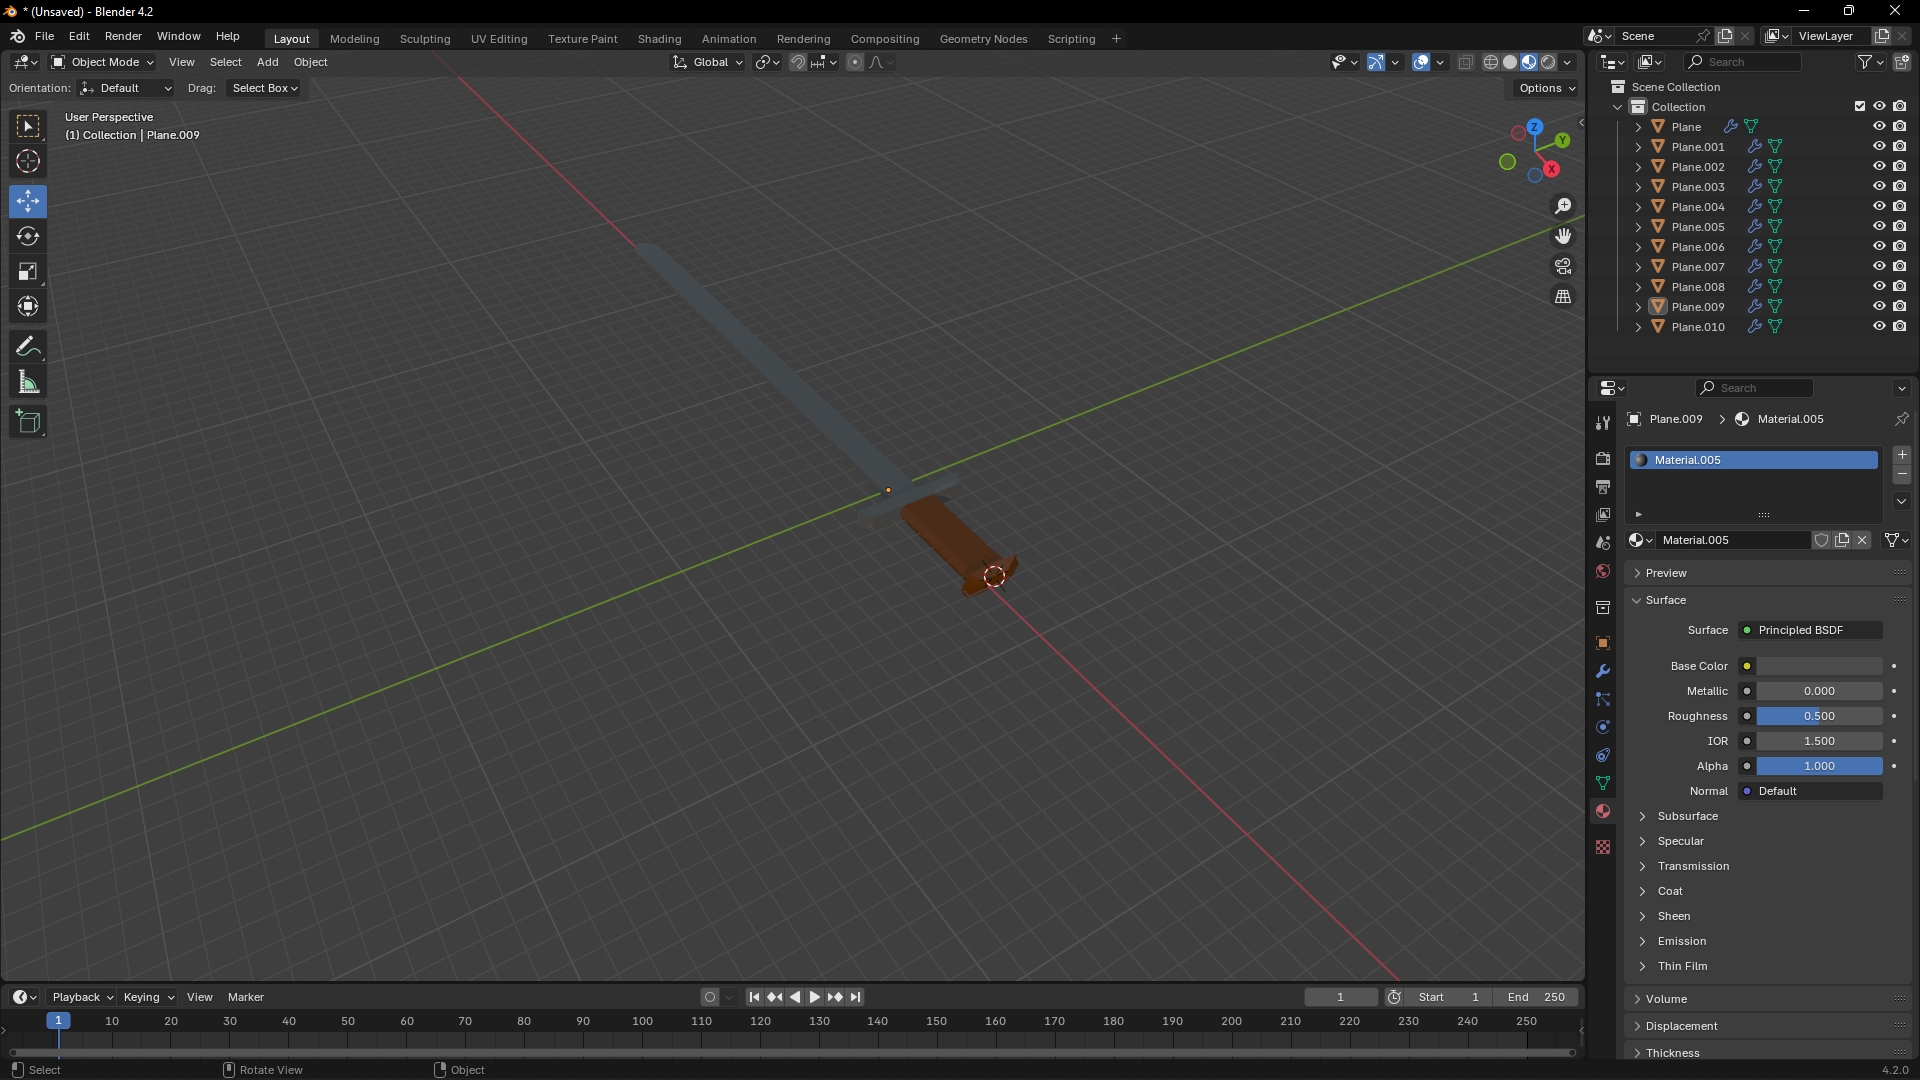 * (Unsaved) - Blender 4.2
File Edit Render Window Help
Layout Modeling Sculpting UV Editing Texture Paint Shading Animation Rendering Compositing Geometry Nodes Scripting +
Scene
ViewLayer
Object Mode View Select Add Object
Global
Search
Orientation: Default Drag: Select Box
Options
User Perspective
(1) Collection | Plane.009
Z
Y
X
Scene Collection
Collection
Plane
Plane.001
Plane.002
Plane.003
Plane.004
Plane.005
Plane.006
Plane.007
Plane.008
Plane.009
Plane.010
Search
Plane.009 > Material.005
Material.005
Material.005
Preview
Surface
Surface Principled BSDF
Base Color
Metallic 0.000
Roughness 0.500
IOR 1.500
Alpha 1.000
Normal Default
Subsurface
Specular
Transmission
Coat
Sheen
Emission
Thin Film
Volume
Displacement
Thickness
Playback Keying View Marker
1 Start 1 End 250
1 10 20 30 40 50 60 70 80 90 100 110 120 130 140 150 160 170 180 190 200 210 220 230 240 250
Select Rotate View Object
4.2.0